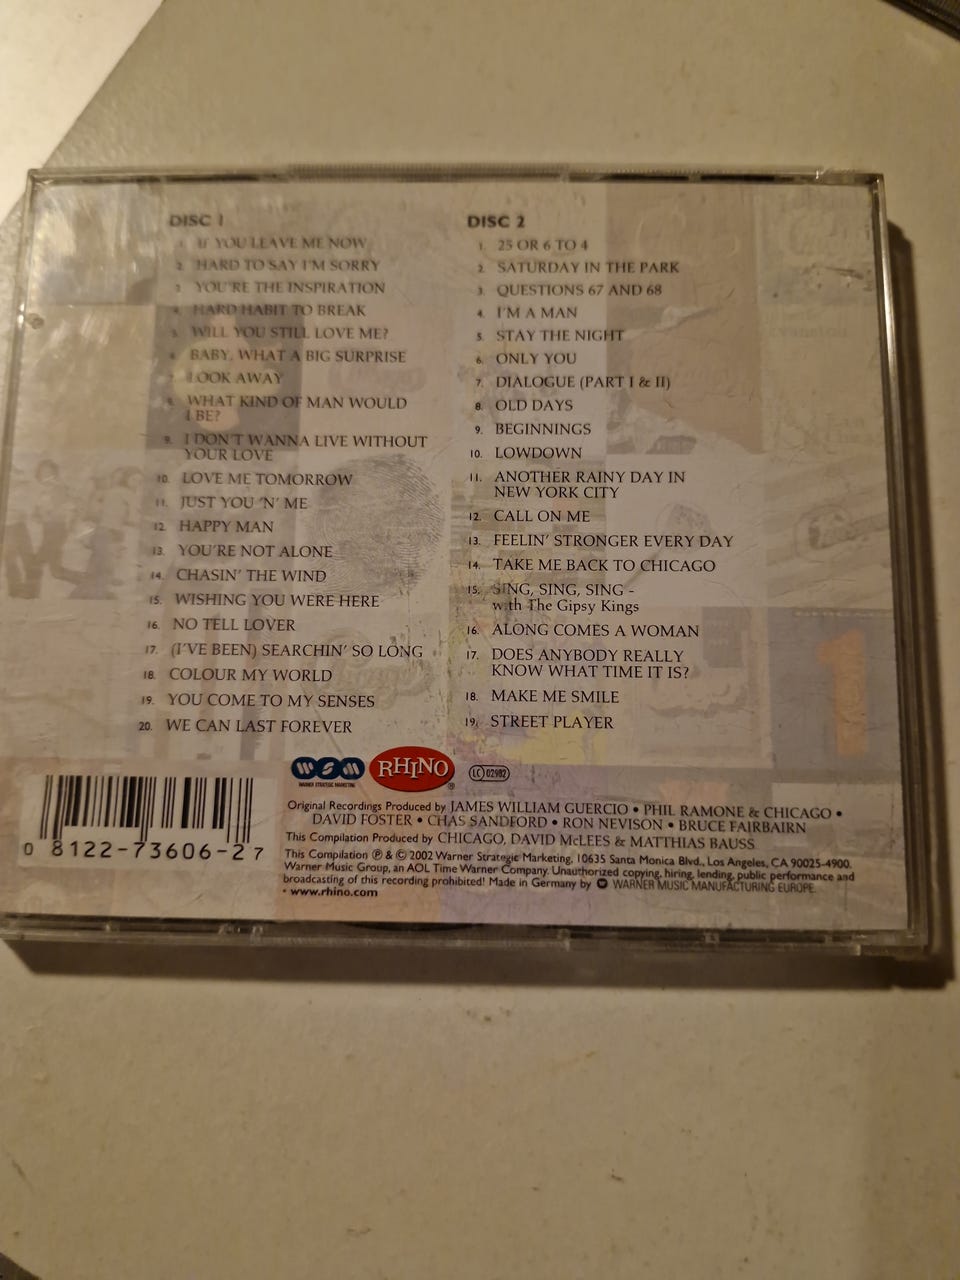 DISC 1
1. IF YOU LEAVE ME NOW
2. HARD TO SAY I'M SORRY
3. YOU'RE THE INSPIRATION
4. HARD HABIT TO BREAK
5. WILL YOU STILL LOVE ME?
6. BABY, WHAT A BIG SURPRISE
7. LOOK AWAY
8. WHAT KIND OF MAN WOULD
I BE?
9. I DON'T WANNA LIVE WITHOUT
YOUR LOVE
10. LOVE ME TOMORROW
11. JUST YOU 'N' ME
12. HAPPY MAN
13. YOU'RE NOT ALONE
14. CHASIN' THE WIND
15. WISHING YOU WERE HERE
16. NO TELL LOVER
17. (I'VE BEEN) SEARCHIN' SO LONG
18. COLOUR MY WORLD
19. YOU COME TO MY SENSES
20. WE CAN LAST FOREVER
DISC 2
1. 25 OR 6 TO 4
2. SATURDAY IN THE PARK
3. QUESTIONS 67 AND 68
4. I'M A MAN
5. STAY THE NIGHT
6. ONLY YOU
7. DIALOGUE (PART I & II)
8. OLD DAYS
9. BEGINNINGS
10. LOWDOWN
11. ANOTHER RAINY DAY IN
NEW YORK CITY
12. CALL ON ME
13. FEELIN' STRONGER EVERY DAY
14. TAKE ME BACK TO CHICAGO
15. SING, SING, SING -
with The Gipsy Kings
16. ALONG COMES A WOMAN
17. DOES ANYBODY REALLY
KNOW WHAT TIME IT IS?
18. MAKE ME SMILE
19. STREET PLAYER
WSM
WARNER STRATEGIC MARKETING
RHINO
®
LC 02982
0 81227-73606-2 7
Original Recordings Produced by JAMES WILLIAM GUERCIO • PHIL RAMONE & CHICAGO •
DAVID FOSTER • CHAS SANDFORD • RON NEVISON • BRUCE FAIRBAIRN
This Compilation Produced by CHICAGO, DAVID McLEES & MATTHIAS BAUSS
This Compilation ℗ & © 2002 Warner Strategic Marketing, 10635 Santa Monica Blvd., Los Angeles, CA 90025-4900.
Warner Music Group, an AOL Time Warner Company. Unauthorized copying, hiring, lending, public performance and
broadcasting of this recording prohibited! Made in Germany by WARNER MUSIC MANUFACTURING EUROPE.
• www.rhino.com